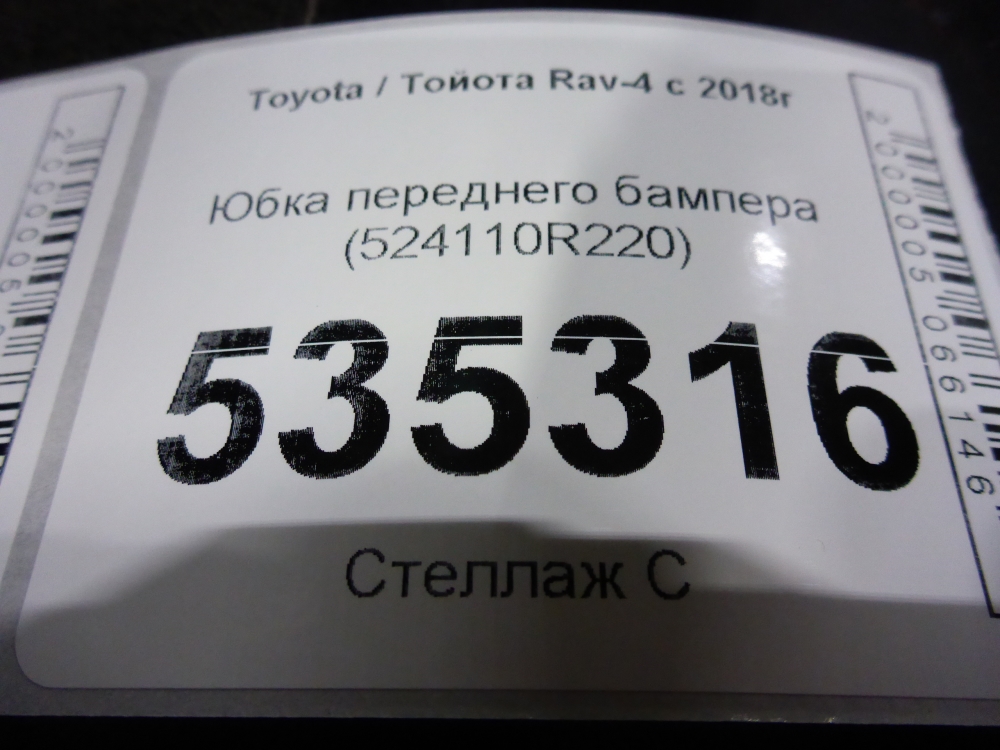 Toyota / Тойота Rav-4 с 2018г
Юбка переднего бампера
(524110R220)
535316
Стеллаж С